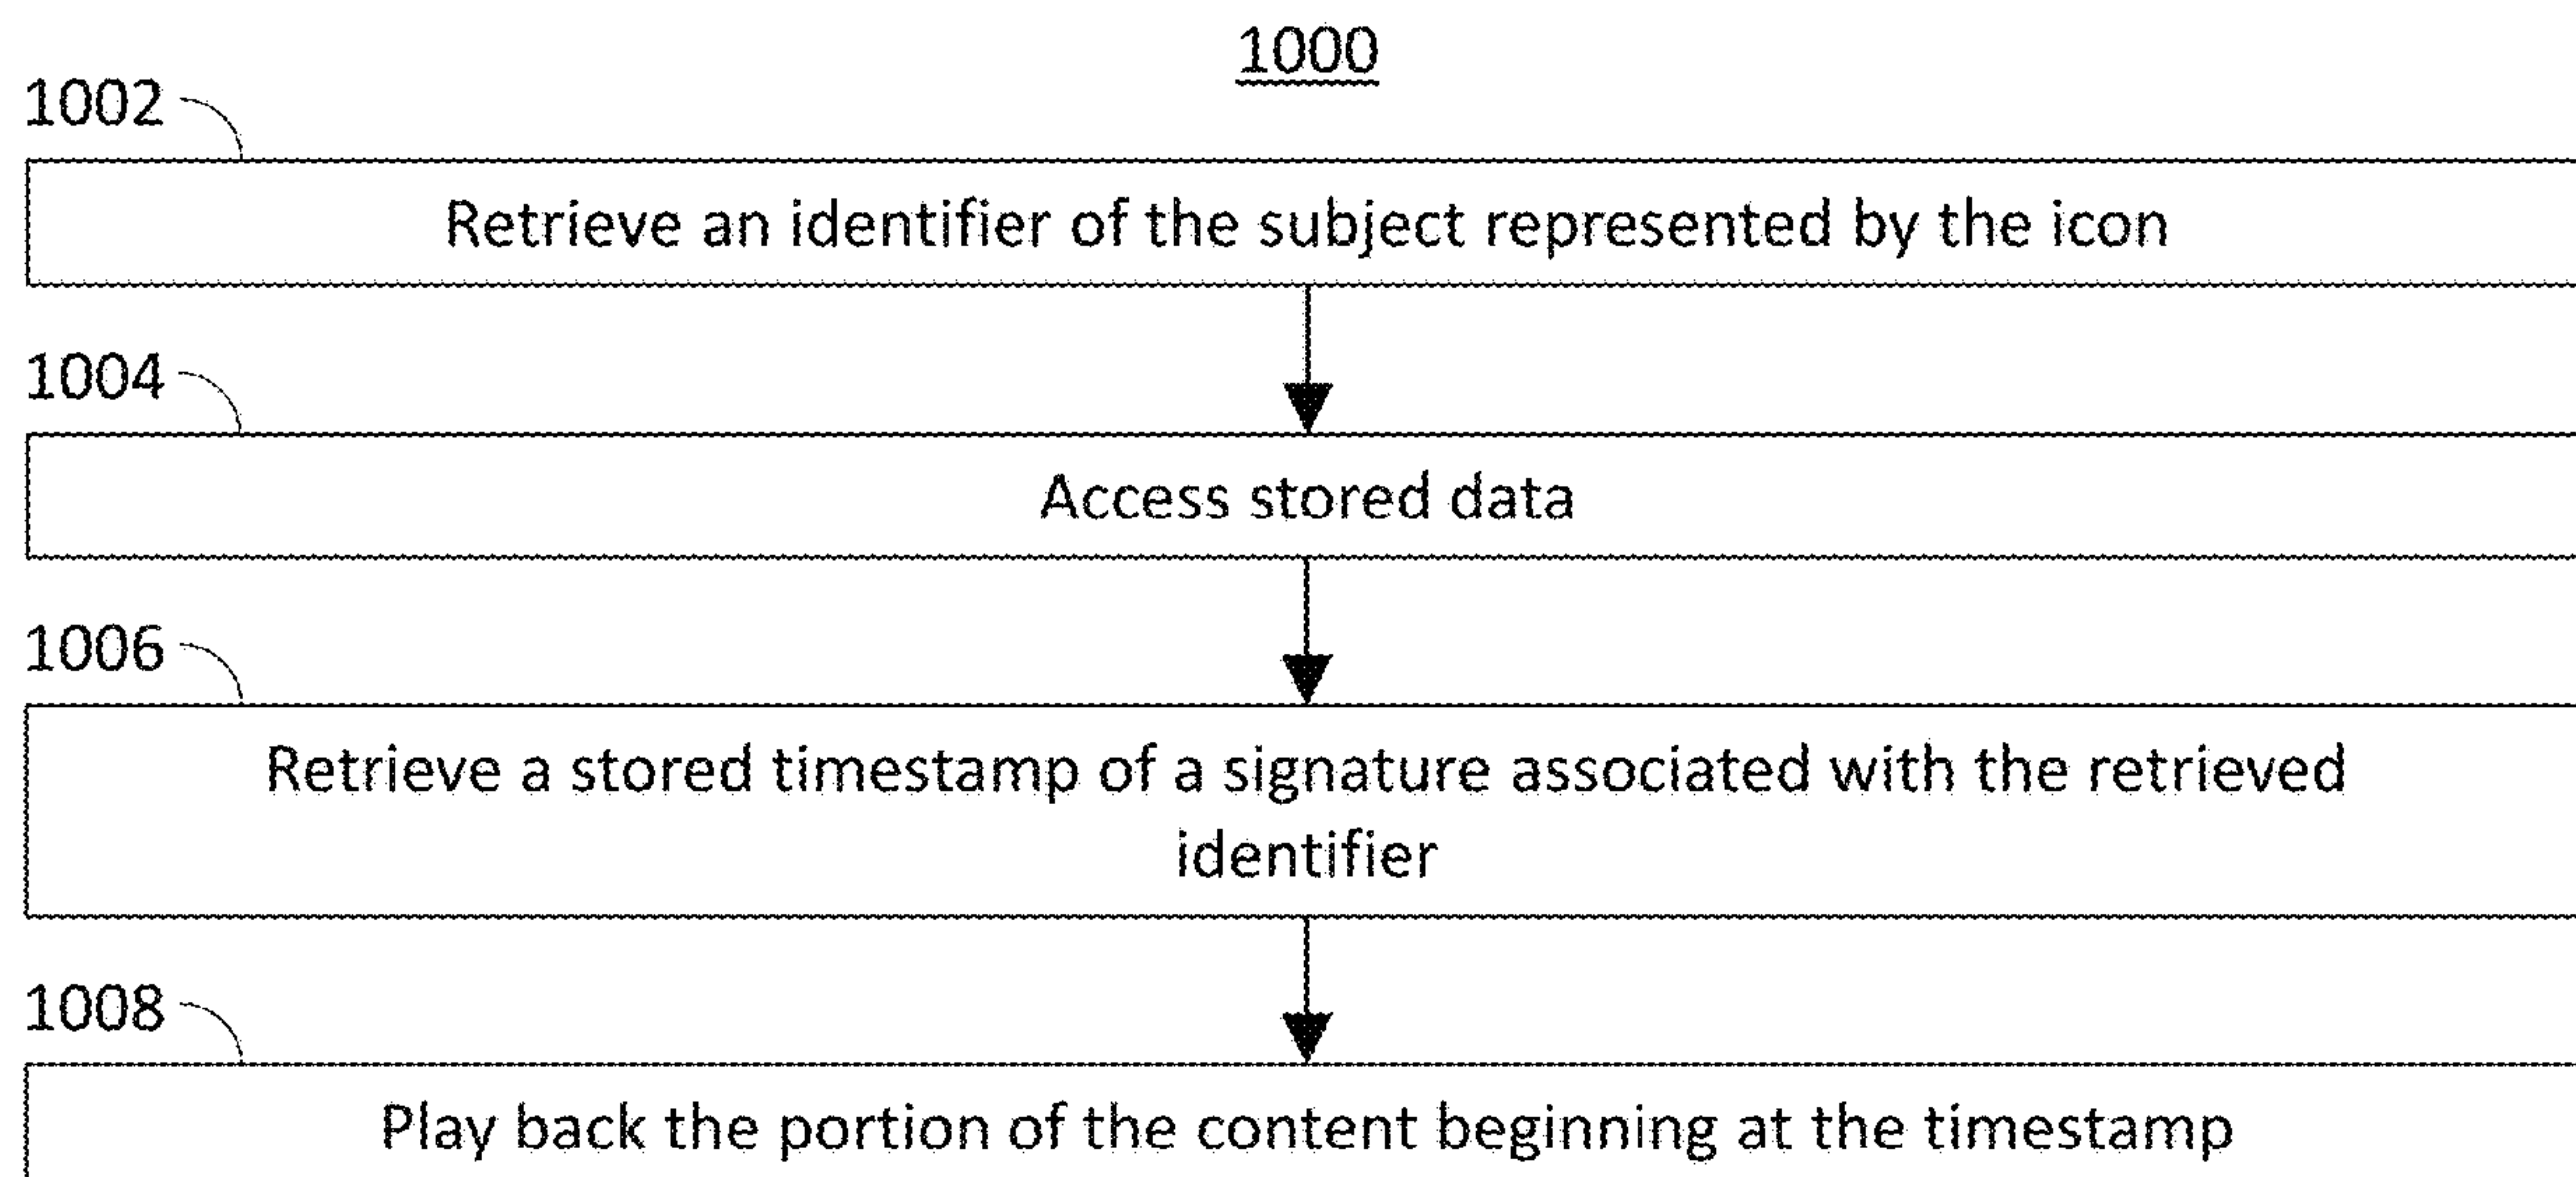 1000
1002
Retrieve an identifier of the subject represented by the icon
1004
Access stored data
1006
Retrieve a stored timestamp of a signature associated with the retrieved
identifier
1008
Play back the portion of the content beginning at the timestamp